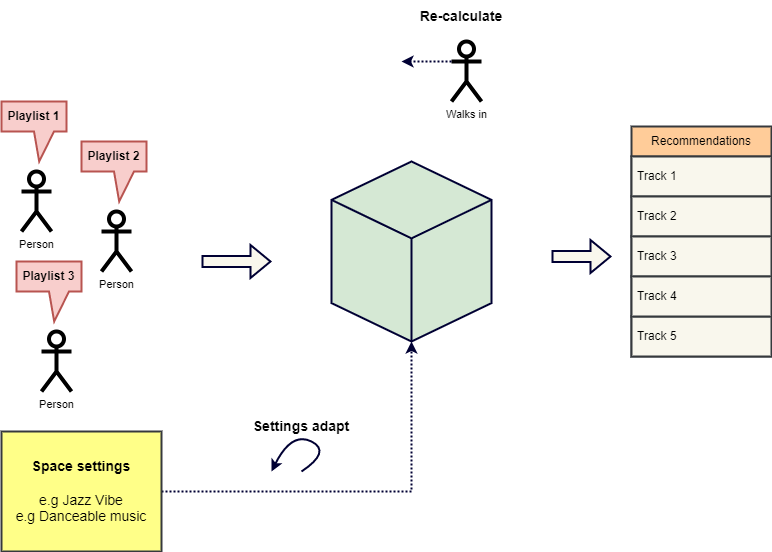 Re-calculate
Walks in
Playlist 1
Person
Playlist 2
Person
Playlist 3
Person
Recommendations
Track 1
Track 2
Track 3
Track 4
Track 5
Settings adapt
Space settings
e.g Jazz Vibe
e.g Danceable music